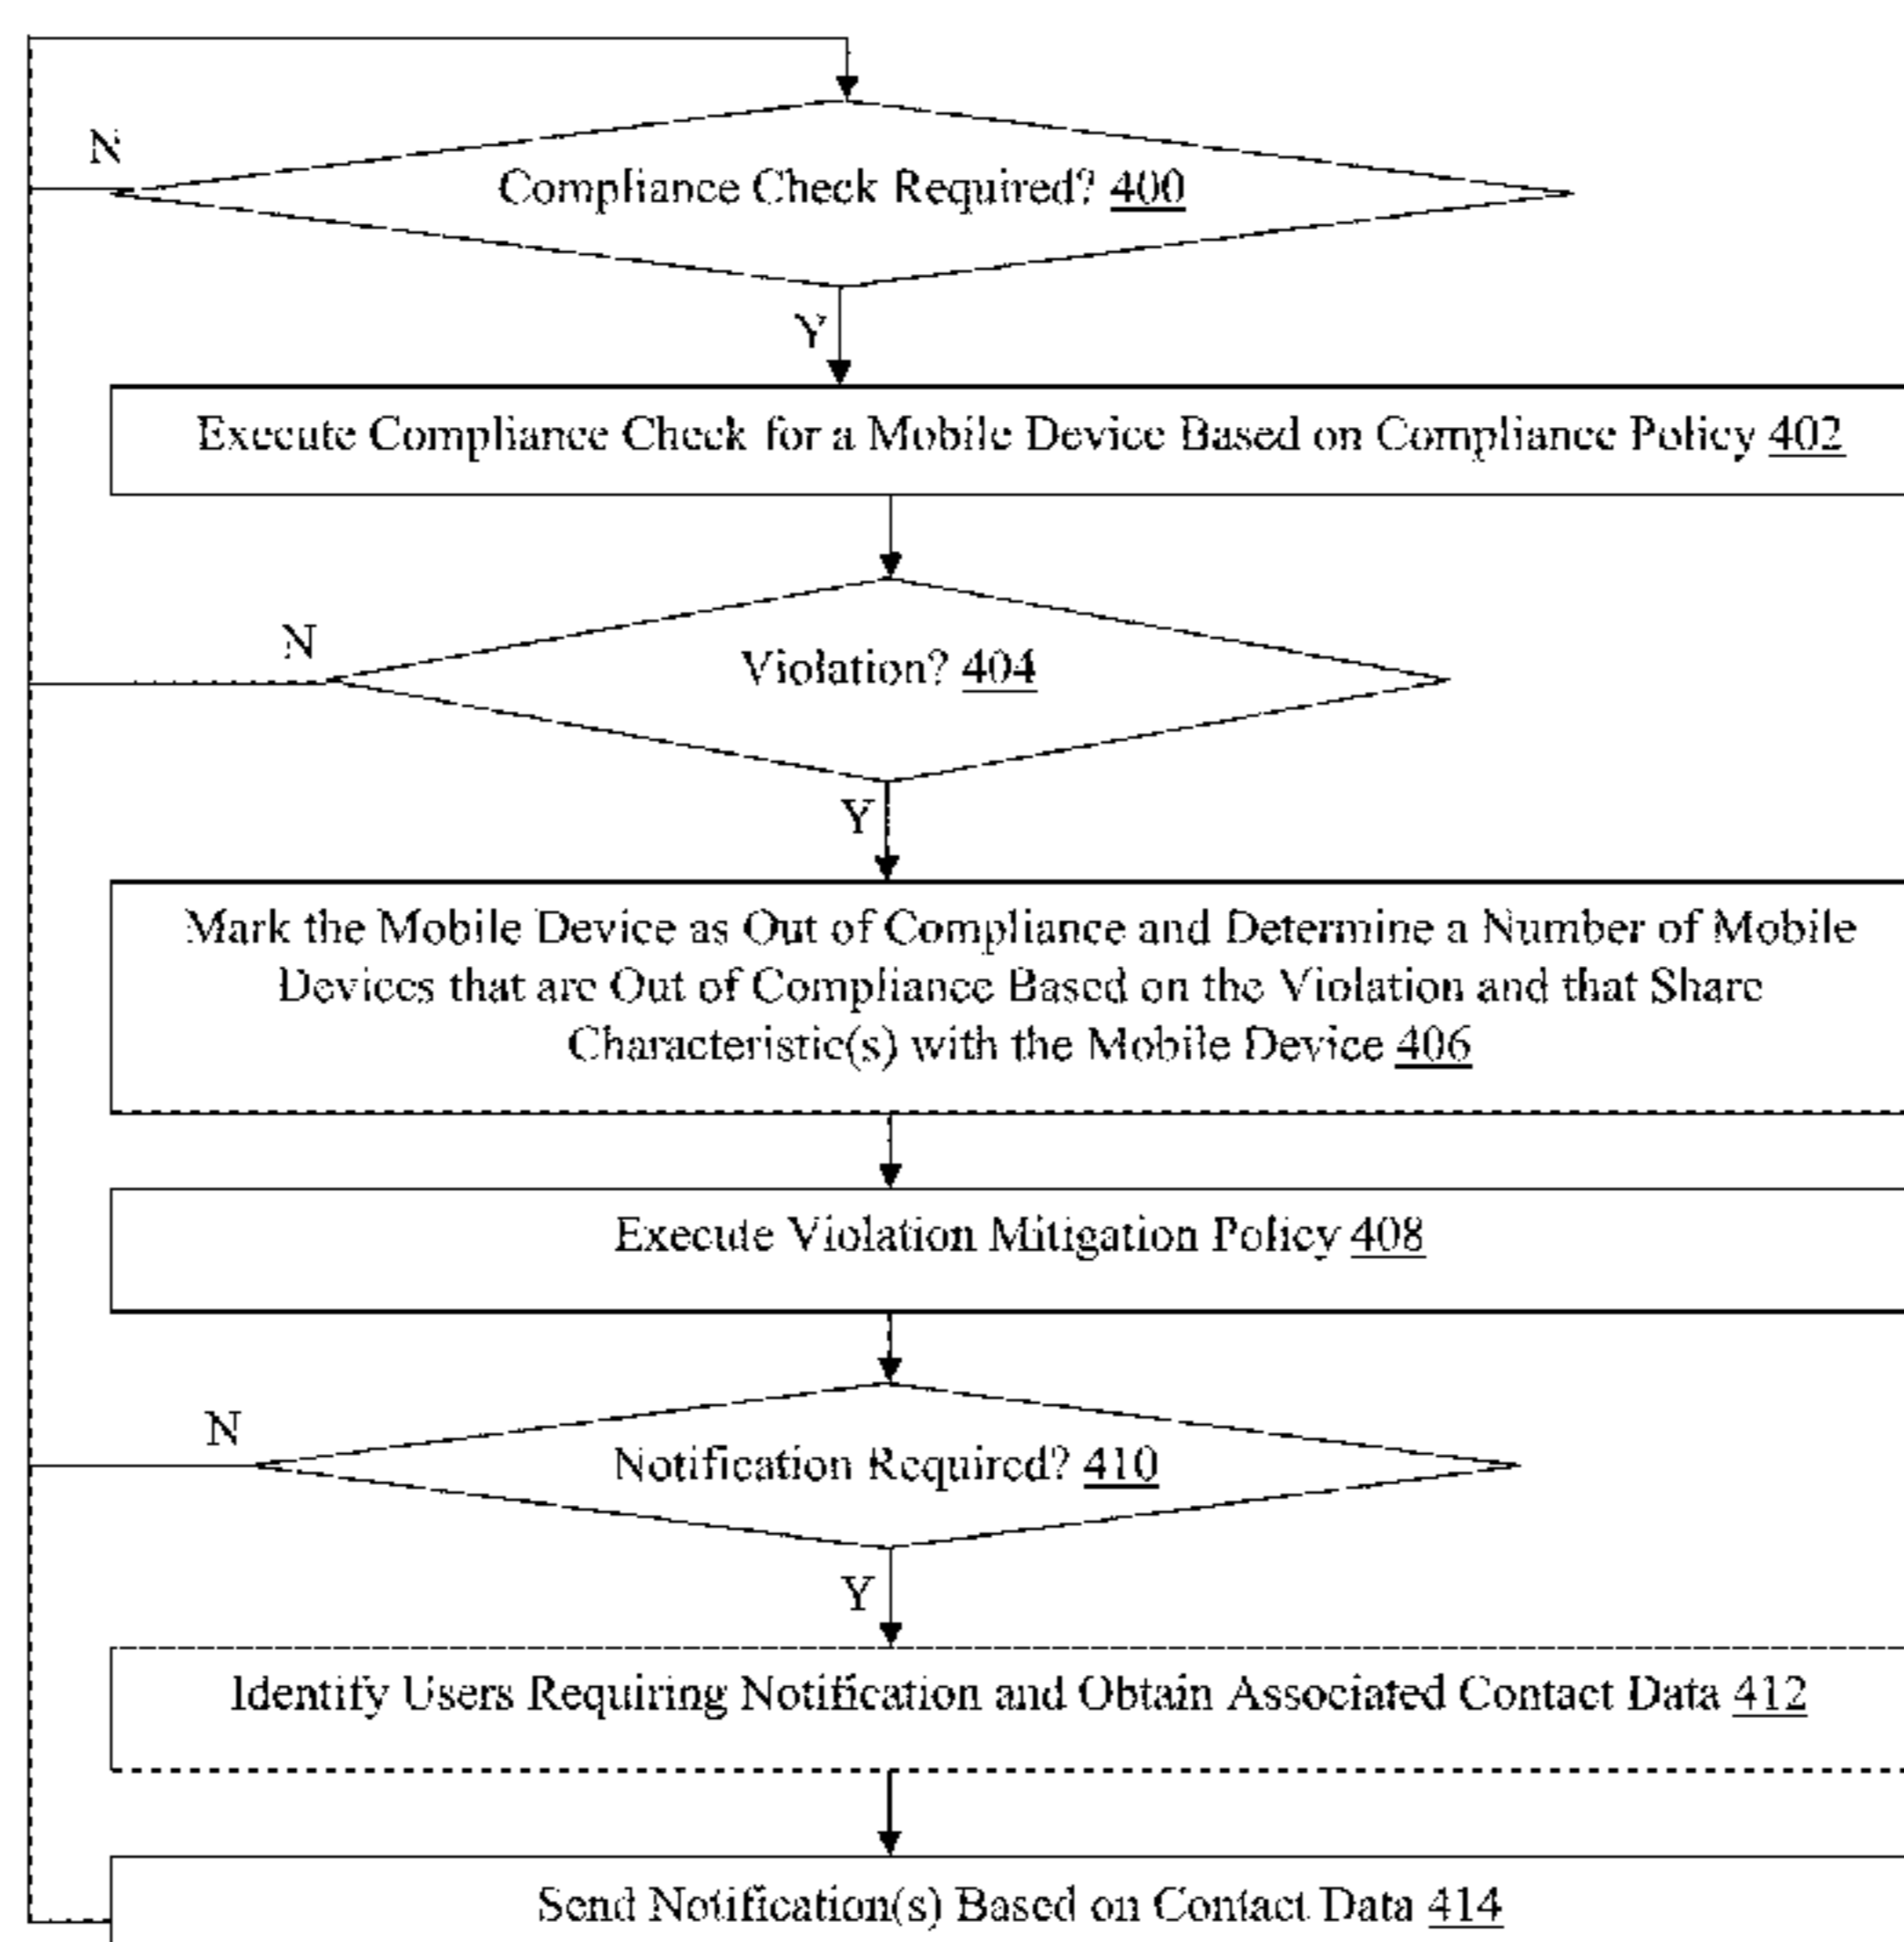 N
Compliance Check Required? 400
Y
Execute Compliance Check for a Mobile Device Based on Compliance Policy 402
N
Violation? 404
Y
Mark the Mobile Device as Out of Compliance and Determine a Number of Mobile
Devices that are Out of Compliance Based on the Violation and that Share
Characteristic(s) with the Mobile Device 406
Execute Violation Mitigation Policy 408
N
Notification Required? 410
Y
Identify Users Requiring Notification and Obtain Associated Contact Data 412
Send Notification(s) Based on Contact Data 414